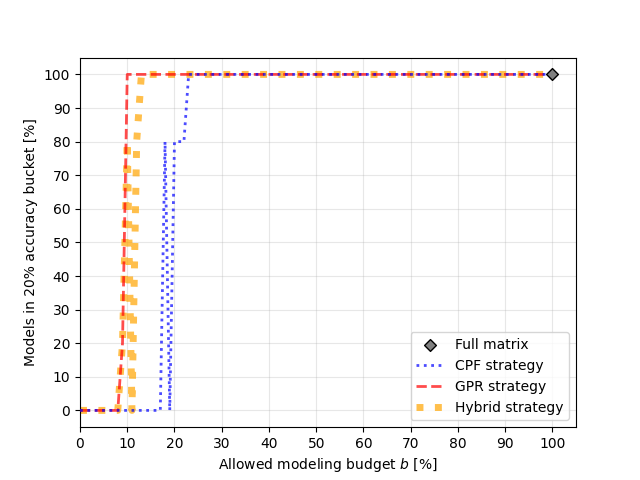 Models in 20% accuracy bucket [%]
100
90
80
70
60
50
40
30
20
10
0
Full matrix
CPF strategy
GPR strategy
Hybrid strategy
0 10 20 30 40 50 60 70 80 90 100
Allowed modeling budget b [%]